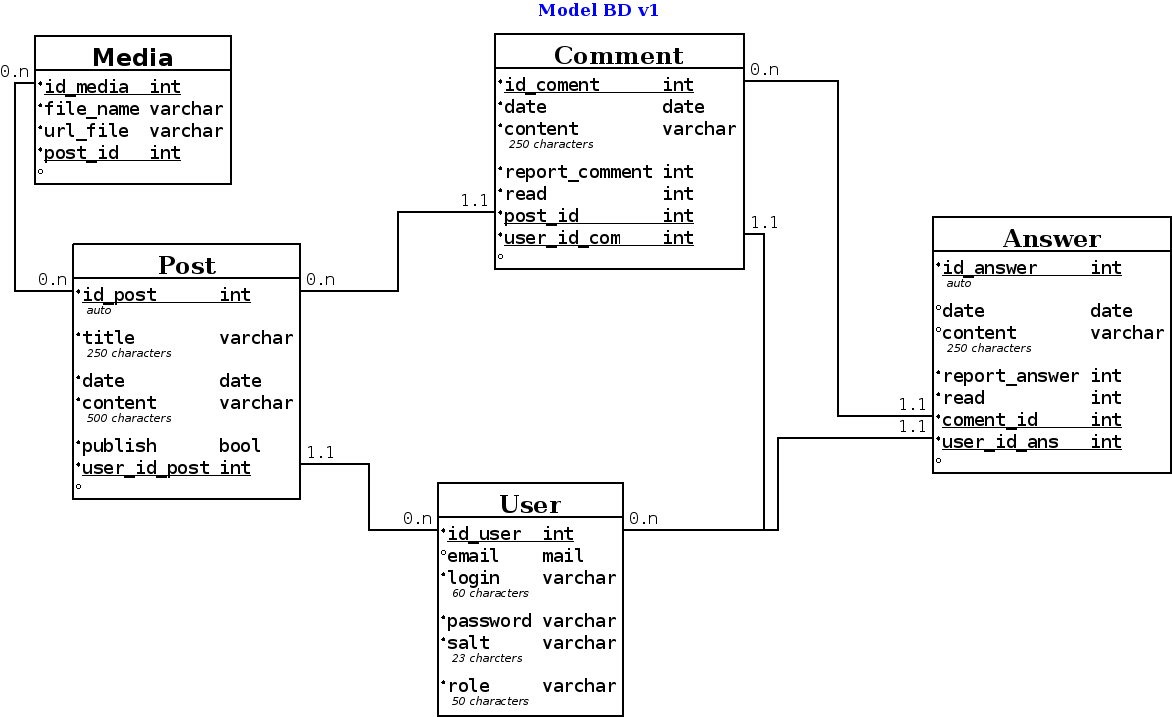 Model BD v1
Media
0.n
id_media int
file_name varchar
url_file varchar
post_id int
Comment
0.n
id_coment int
date date
content varchar
250 characters
report_comment int
read int
1.1
post_id int
user_id_com int
1.1
Post
0.n
0.n
id_post int
auto
title varchar
250 characters
date date
content varchar
500 characters
publish bool
user_id_post int
1.1
Answer
id_answer int
auto
date date
content varchar
250 characters
report_answer int
read int
1.1
coment_id int
1.1
user_id_ans int
User
0.n
0.n
id_user int
email mail
login varchar
60 characters
password varchar
salt varchar
23 charcters
role varchar
50 characters